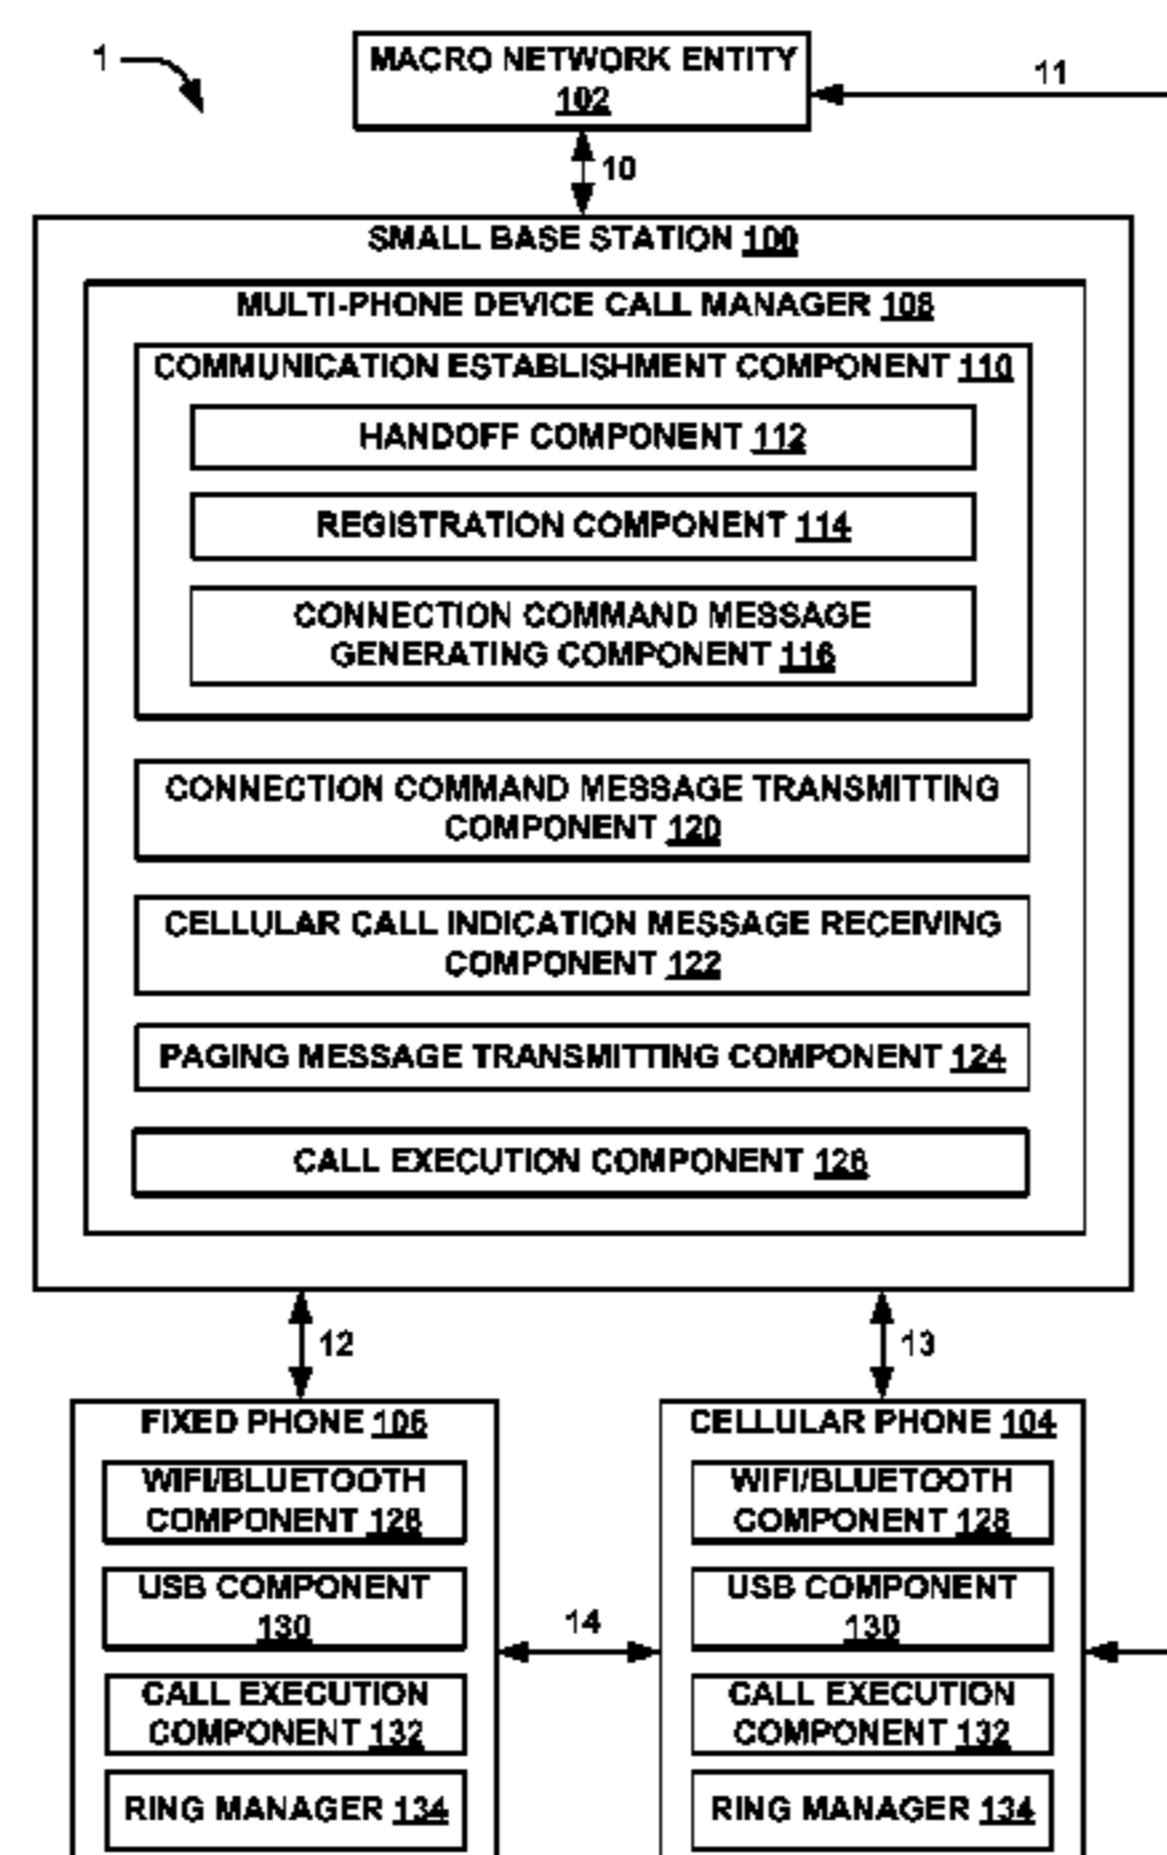 1
MACRO NETWORK ENTITY
102
11
10
SMALL BASE STATION 100
MULTI-PHONE DEVICE CALL MANAGER 108
COMMUNICATION ESTABLISHMENT COMPONENT 110
HANDOFF COMPONENT 112
REGISTRATION COMPONENT 114
CONNECTION COMMAND MESSAGE
GENERATING COMPONENT 116
CONNECTION COMMAND MESSAGE TRANSMITTING
COMPONENT 120
CELLULAR CALL INDICATION MESSAGE RECEIVING
COMPONENT 122
PAGING MESSAGE TRANSMITTING COMPONENT 124
CALL EXECUTION COMPONENT 126
12
13
FIXED PHONE 106
WIFI/BLUETOOTH
COMPONENT 128
USB COMPONENT
130
CALL EXECUTION
COMPONENT 132
RING MANAGER 134
14
CELLULAR PHONE 104
WIFI/BLUETOOTH
COMPONENT 128
USB COMPONENT
130
CALL EXECUTION
COMPONENT 132
RING MANAGER 134